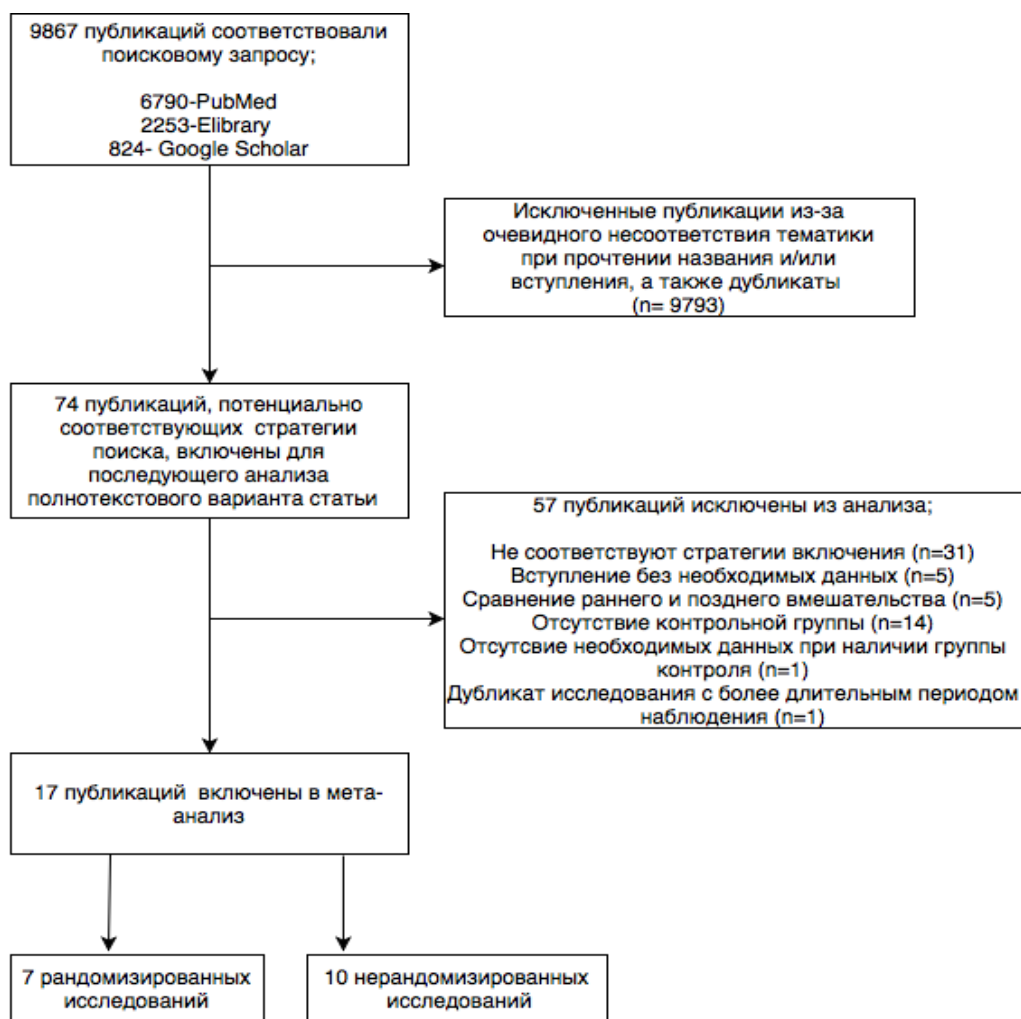 9867 публикаций соответствовали
поисковому запросу;
6790-PubMed
2253-Elibrary
824- Google Scholar
Исключенные публикации из-за
очевидного несоответствия тематики
при прочтении названия и/или
вступления, а также дубликаты
(n= 9793)
74 публикаций, потенциально
соответствующих стратегии
поиска, включены для
последующего анализа
полнотекстового варианта статьи
57 публикаций исключены из анализа;
Не соответствуют стратегии включения (n=31)
Вступление без необходимых данных (n=5)
Сравнение раннего и позднего вмешательства (n=5)
Отсутствие контрольной группы (n=14)
Отсутсвие необходимых данных при наличии группы
контроля (n=1)
Дубликат исследования с более длительным периодом
наблюдения (n=1)
17 публикаций включены в мета-
анализ
7 рандомизированных
исследований
10 нерандомизированных
исследований